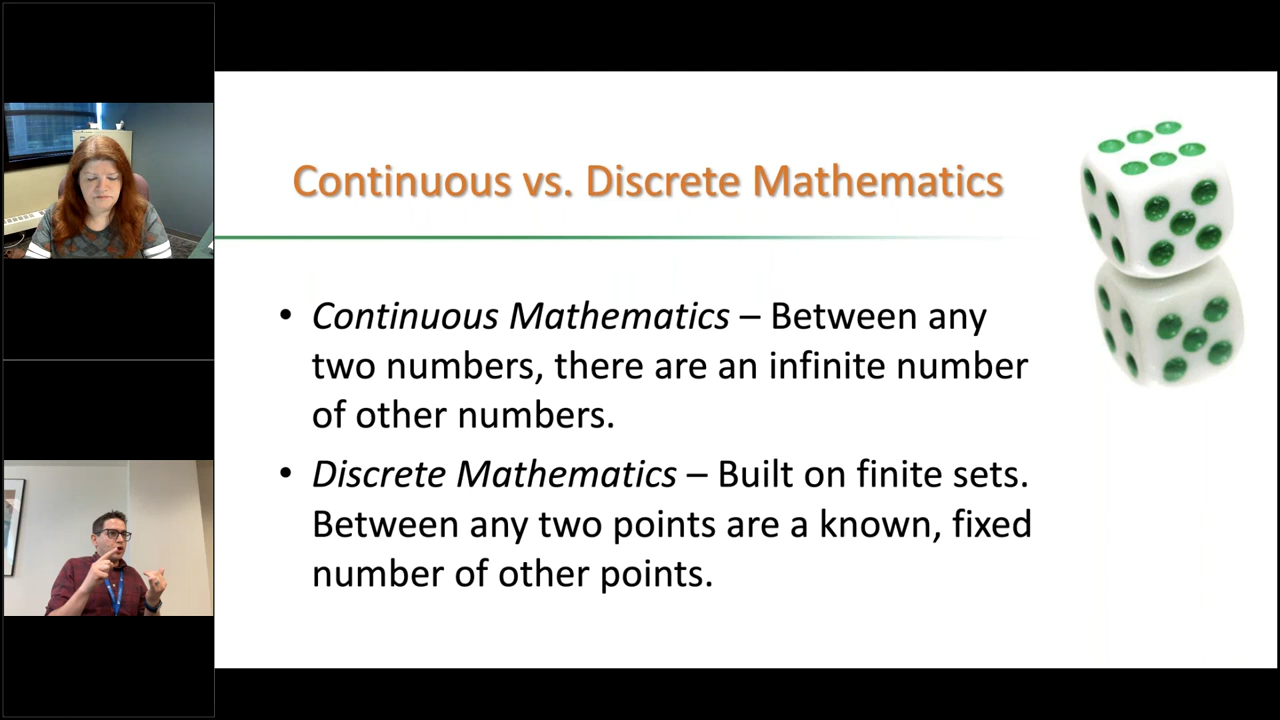 Continuous vs. Discrete Mathematics
• Continuous Mathematics – Between any
two numbers, there are an infinite number
of other numbers.
• Discrete Mathematics – Built on finite sets.
Between any two points are a known, fixed
number of other points.